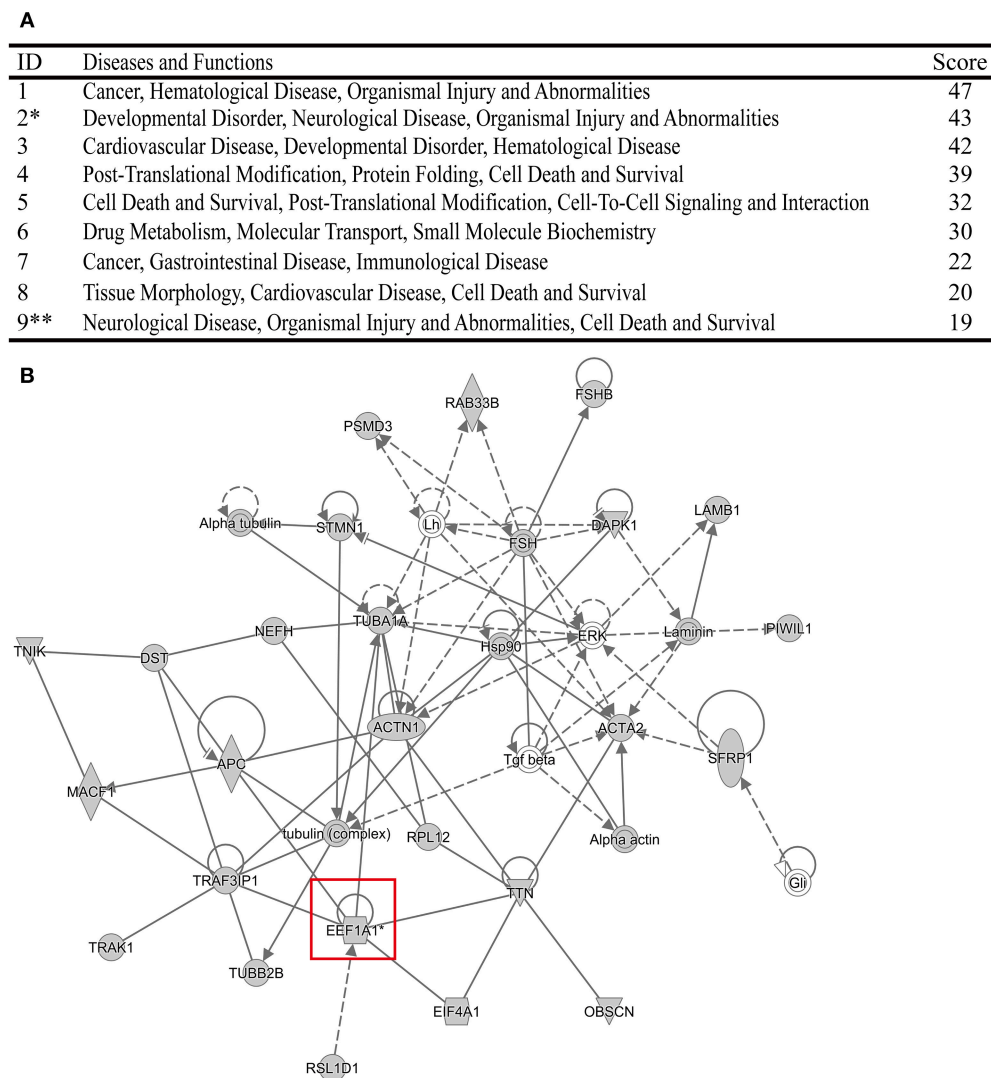 A
ID Diseases and Functions Score
1 Cancer, Hematological Disease, Organismal Injury and Abnormalities 47
2* Developmental Disorder, Neurological Disease, Organismal Injury and Abnormalities 43
3 Cardiovascular Disease, Developmental Disorder, Hematological Disease 42
4 Post-Translational Modification, Protein Folding, Cell Death and Survival 39
5 Cell Death and Survival, Post-Translational Modification, Cell-To-Cell Signaling and Interaction 32
6 Drug Metabolism, Molecular Transport, Small Molecule Biochemistry 30
7 Cancer, Gastrointestinal Disease, Immunological Disease 22
8 Tissue Morphology, Cardiovascular Disease, Cell Death and Survival 20
9** Neurological Disease, Organismal Injury and Abnormalities, Cell Death and Survival 19
B
FSHB
RAB33B
PSMD3
LAMB1
Alpha tubulin STMN1 Lh DAPK1
FSH
TUBA1A
NEFH ERK Laminin PIWIL1
TNIK DST Hsp90
ACTN1 ACTA2
APC Tgf beta SFRP1
MACF1
tubulin (complex) RPL12 Alpha actin
TRAF3IP1 TTN Gli
EEF1A1*
TRAK1
TUBB2B
EIF4A1 OBSCN
RSL1D1